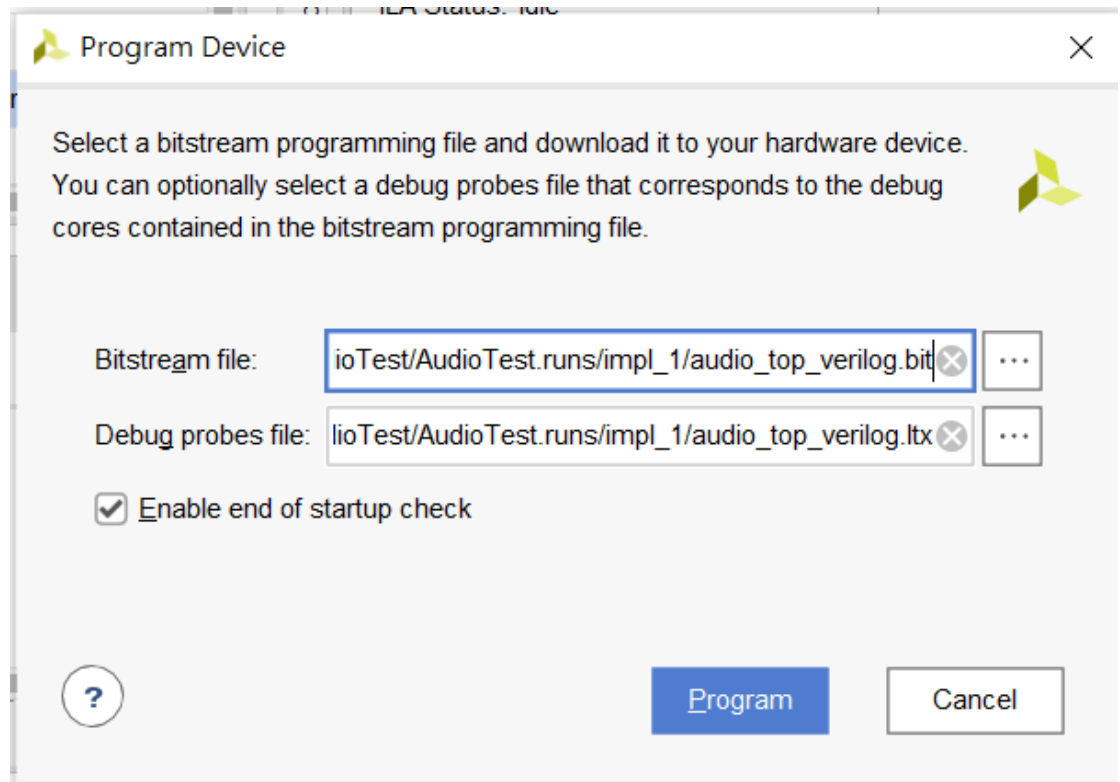 ILA Status: Idle
Program Device
Select a bitstream programming file and download it to your hardware device.
You can optionally select a debug probes file that corresponds to the debug
cores contained in the bitstream programming file.
Bitstream file: ioTest/AudioTest.runs/impl_1/audio_top_verilog.bit ...
Debug probes file: lioTest/AudioTest.runs/impl_1/audio_top_verilog.ltx ...
Enable end of startup check
? Program Cancel